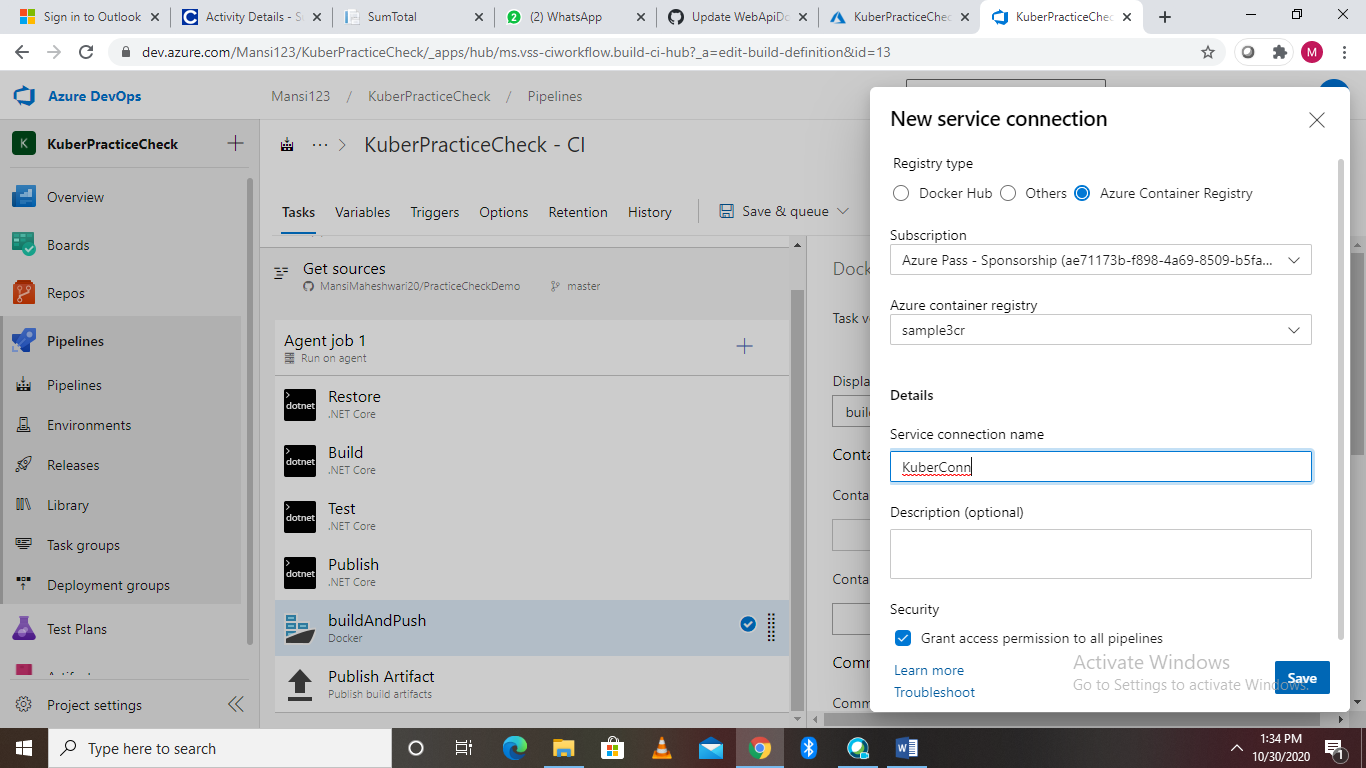 Sign in to Outlook
Activity Details - S
SumTotal
(2) WhatsApp
Update WebApiDo
KuberPracticeChec
KuberPracticeChec
dev.azure.com/Mansi123/KuberPracticeCheck/_apps/hub/ms.vss-ciworkflow.build-ci-hub?_a=edit-build-definition&id=13
M
Azure DevOps
Mansi123 / KuberPracticeCheck / Pipelines
K KuberPracticeCheck
Overview
Boards
Repos
Pipelines
Pipelines
Environments
Releases
Library
Task groups
Deployment groups
Test Plans
Project settings
KuberPracticeCheck - CI
Tasks Variables Triggers Options Retention History Save & queue
Get sources
MansiMaheshwari20/PracticeCheckDemo master
Agent job 1
Run on agent
dotnet Restore
.NET Core
dotnet Build
.NET Core
dotnet Test
.NET Core
dotnet Publish
.NET Core
buildAndPush
Docker
Publish Artifact
Publish build artifacts
Dock
Task v
Displa
buil
Conta
Conta
Conta
Comm
Comm
New service connection
Registry type
Docker Hub Others Azure Container Registry
Subscription
Azure Pass - Sponsorship (ae71173b-f898-4a69-8509-b5fa...
Azure container registry
sample3cr
Details
Service connection name
KuberConn
Description (optional)
Security
Grant access permission to all pipelines
Learn more
Troubleshoot
Activate Windows
Go to Settings to activate Windows.
Save
Type here to search
1:34 PM
10/30/2020
1